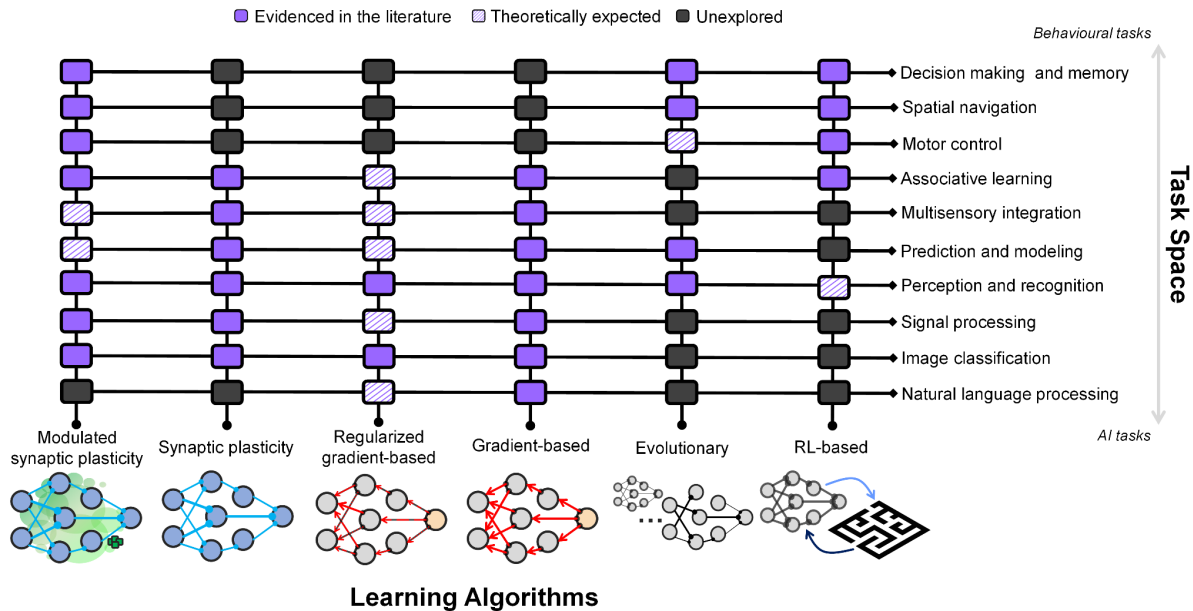 Evidenced in the literature
Theoretically expected
Unexplored
Behavioural tasks
Decision making and memory
Spatial navigation
Motor control
Associative learning
Multisensory integration
Prediction and modeling
Perception and recognition
Signal processing
Image classification
Natural language processing
Task Space
AI tasks
Modulated
synaptic plasticity
Synaptic plasticity
Regularized
gradient-based
Gradient-based
Evolutionary
RL-based
Learning Algorithms